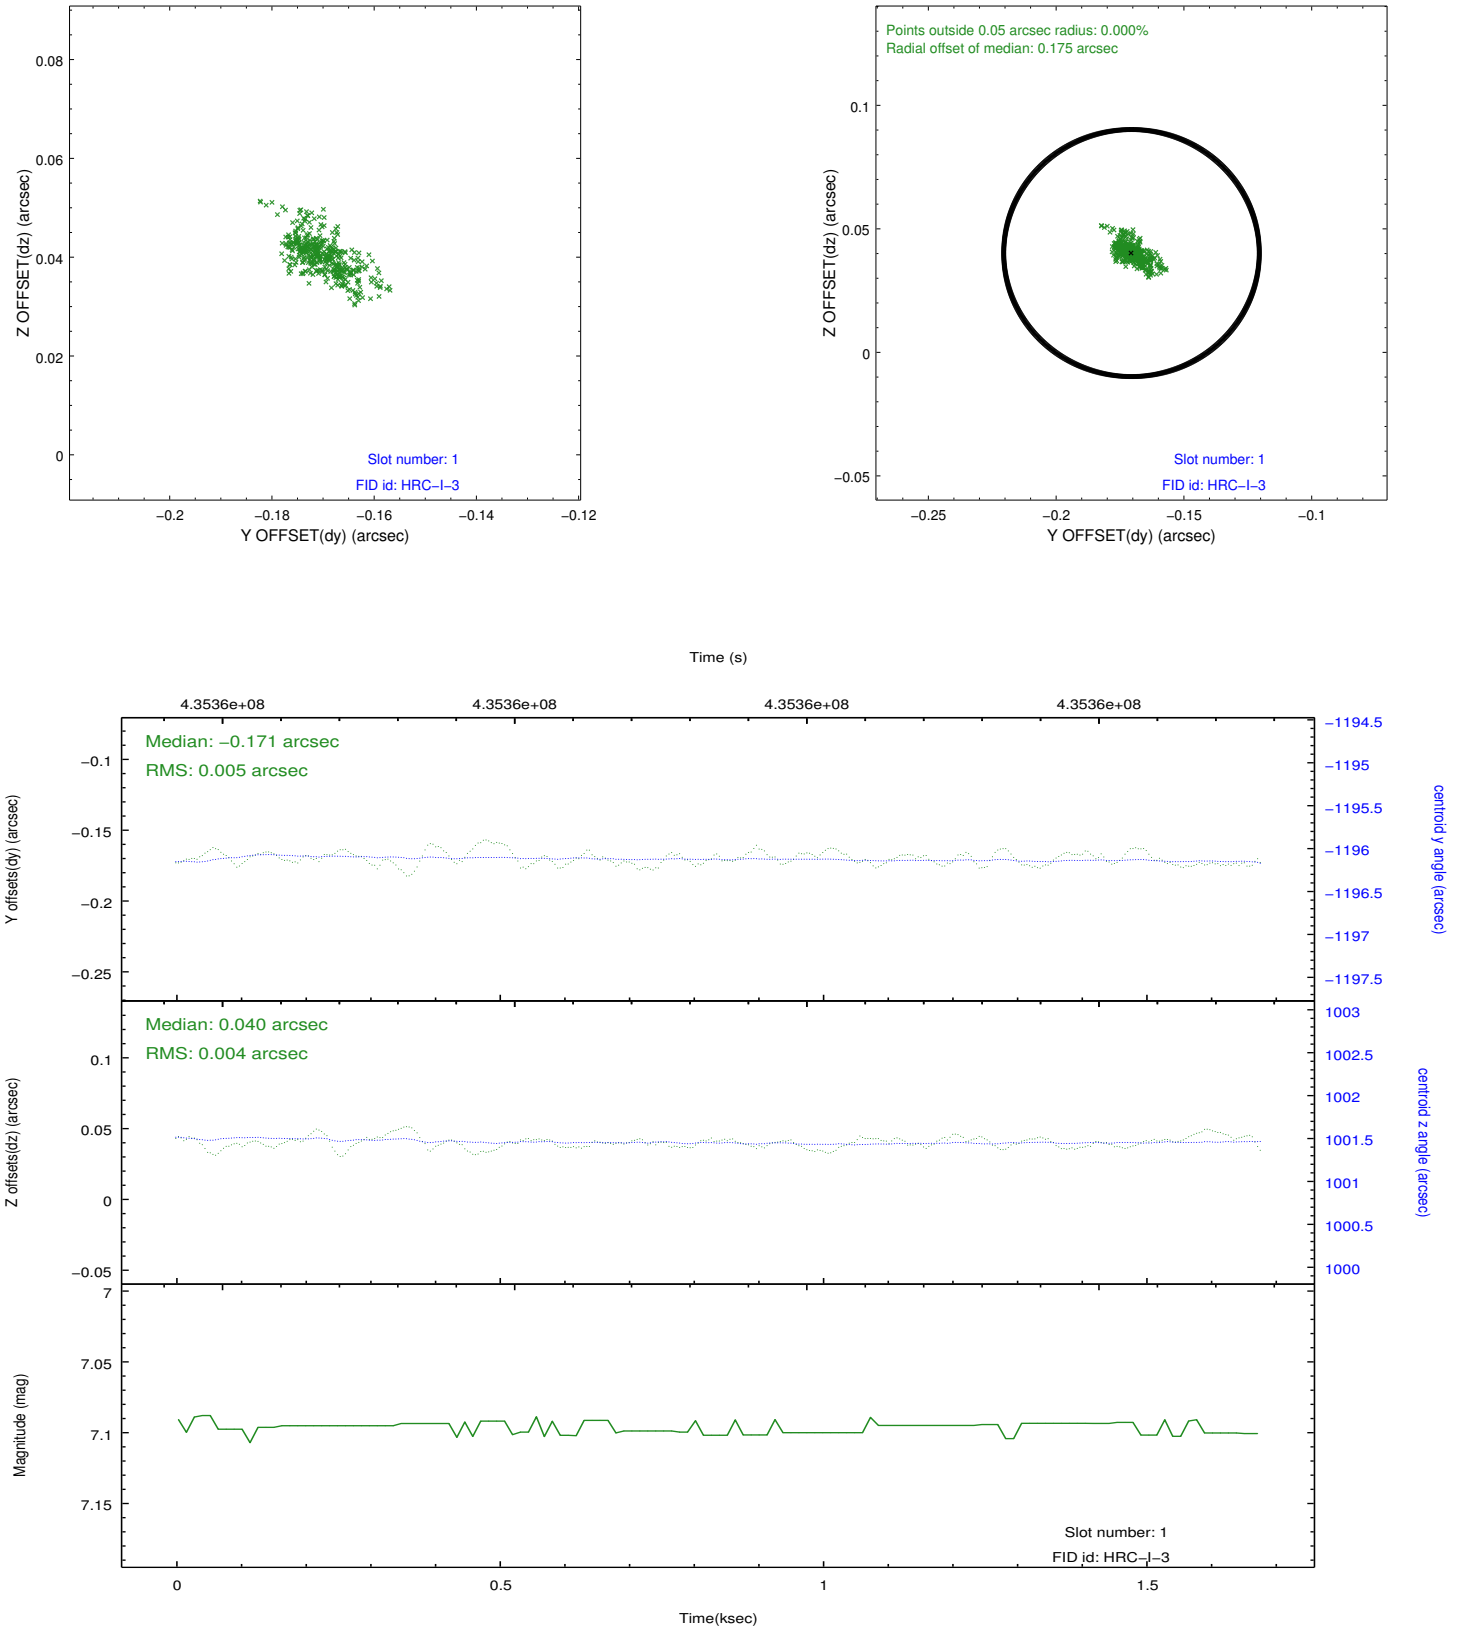 0.08
0.06
0.04
0.02
0
−0.2
−0.18
−0.16
−0.14
−0.12
Z OFFSET(dz) (arcsec)
Y OFFSET(dy) (arcsec)
Slot number: 1
FID id: HRC−I−3
Points outside 0.05 arcsec radius: 0.000%
Radial offset of median: 0.175 arcsec
0.1
0.05
0
−0.05
−0.25
−0.2
−0.15
−0.1
Z OFFSET(dz) (arcsec)
Y OFFSET(dy) (arcsec)
Slot number: 1
FID id: HRC−I−3
Time (s)
4.3536e+08
4.3536e+08
4.3536e+08
4.3536e+08
Median: −0.171 arcsec
RMS: 0.005 arcsec
−0.1
−0.15
−0.2
−0.25
Y offsets(dy) (arcsec)
−1194.5
−1195
−1195.5
−1196
−1196.5
−1197
−1197.5
centroid y angle (arcsec)
Median: 0.040 arcsec
RMS: 0.004 arcsec
0.1
0.05
0
−0.05
Z offsets(dz) (arcsec)
1003
1002.5
1002
1001.5
1001
1000.5
1000
centroid z angle (arcsec)
7
7.05
7.1
7.15
Magnitude (mag)
Slot number: 1
FID id: HRC−I−3
0
0.5
1
1.5
Time(ksec)